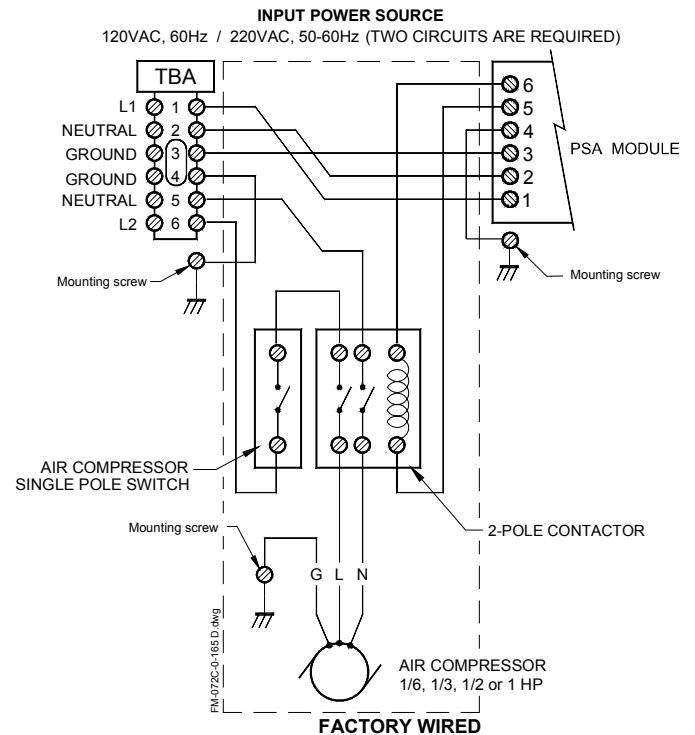 INPUT POWER SOURCE
120VAC, 60Hz / 220VAC, 50-60Hz (TWO CIRCUITS ARE REQUIRED)
TBA
L1 1
NEUTRAL 2
GROUND 3
GROUND 4
NEUTRAL 5
L2 6
Mounting screw
6
5
4
3
2
1
PSA MODULE
Mounting screw
AIR COMPRESSOR
SINGLE POLE SWITCH
2-POLE CONTACTOR
Mounting screw
G L N
FM-072C-0-165 D.dwg
AIR COMPRESSOR
1/6, 1/3, 1/2 or 1 HP
FACTORY WIRED